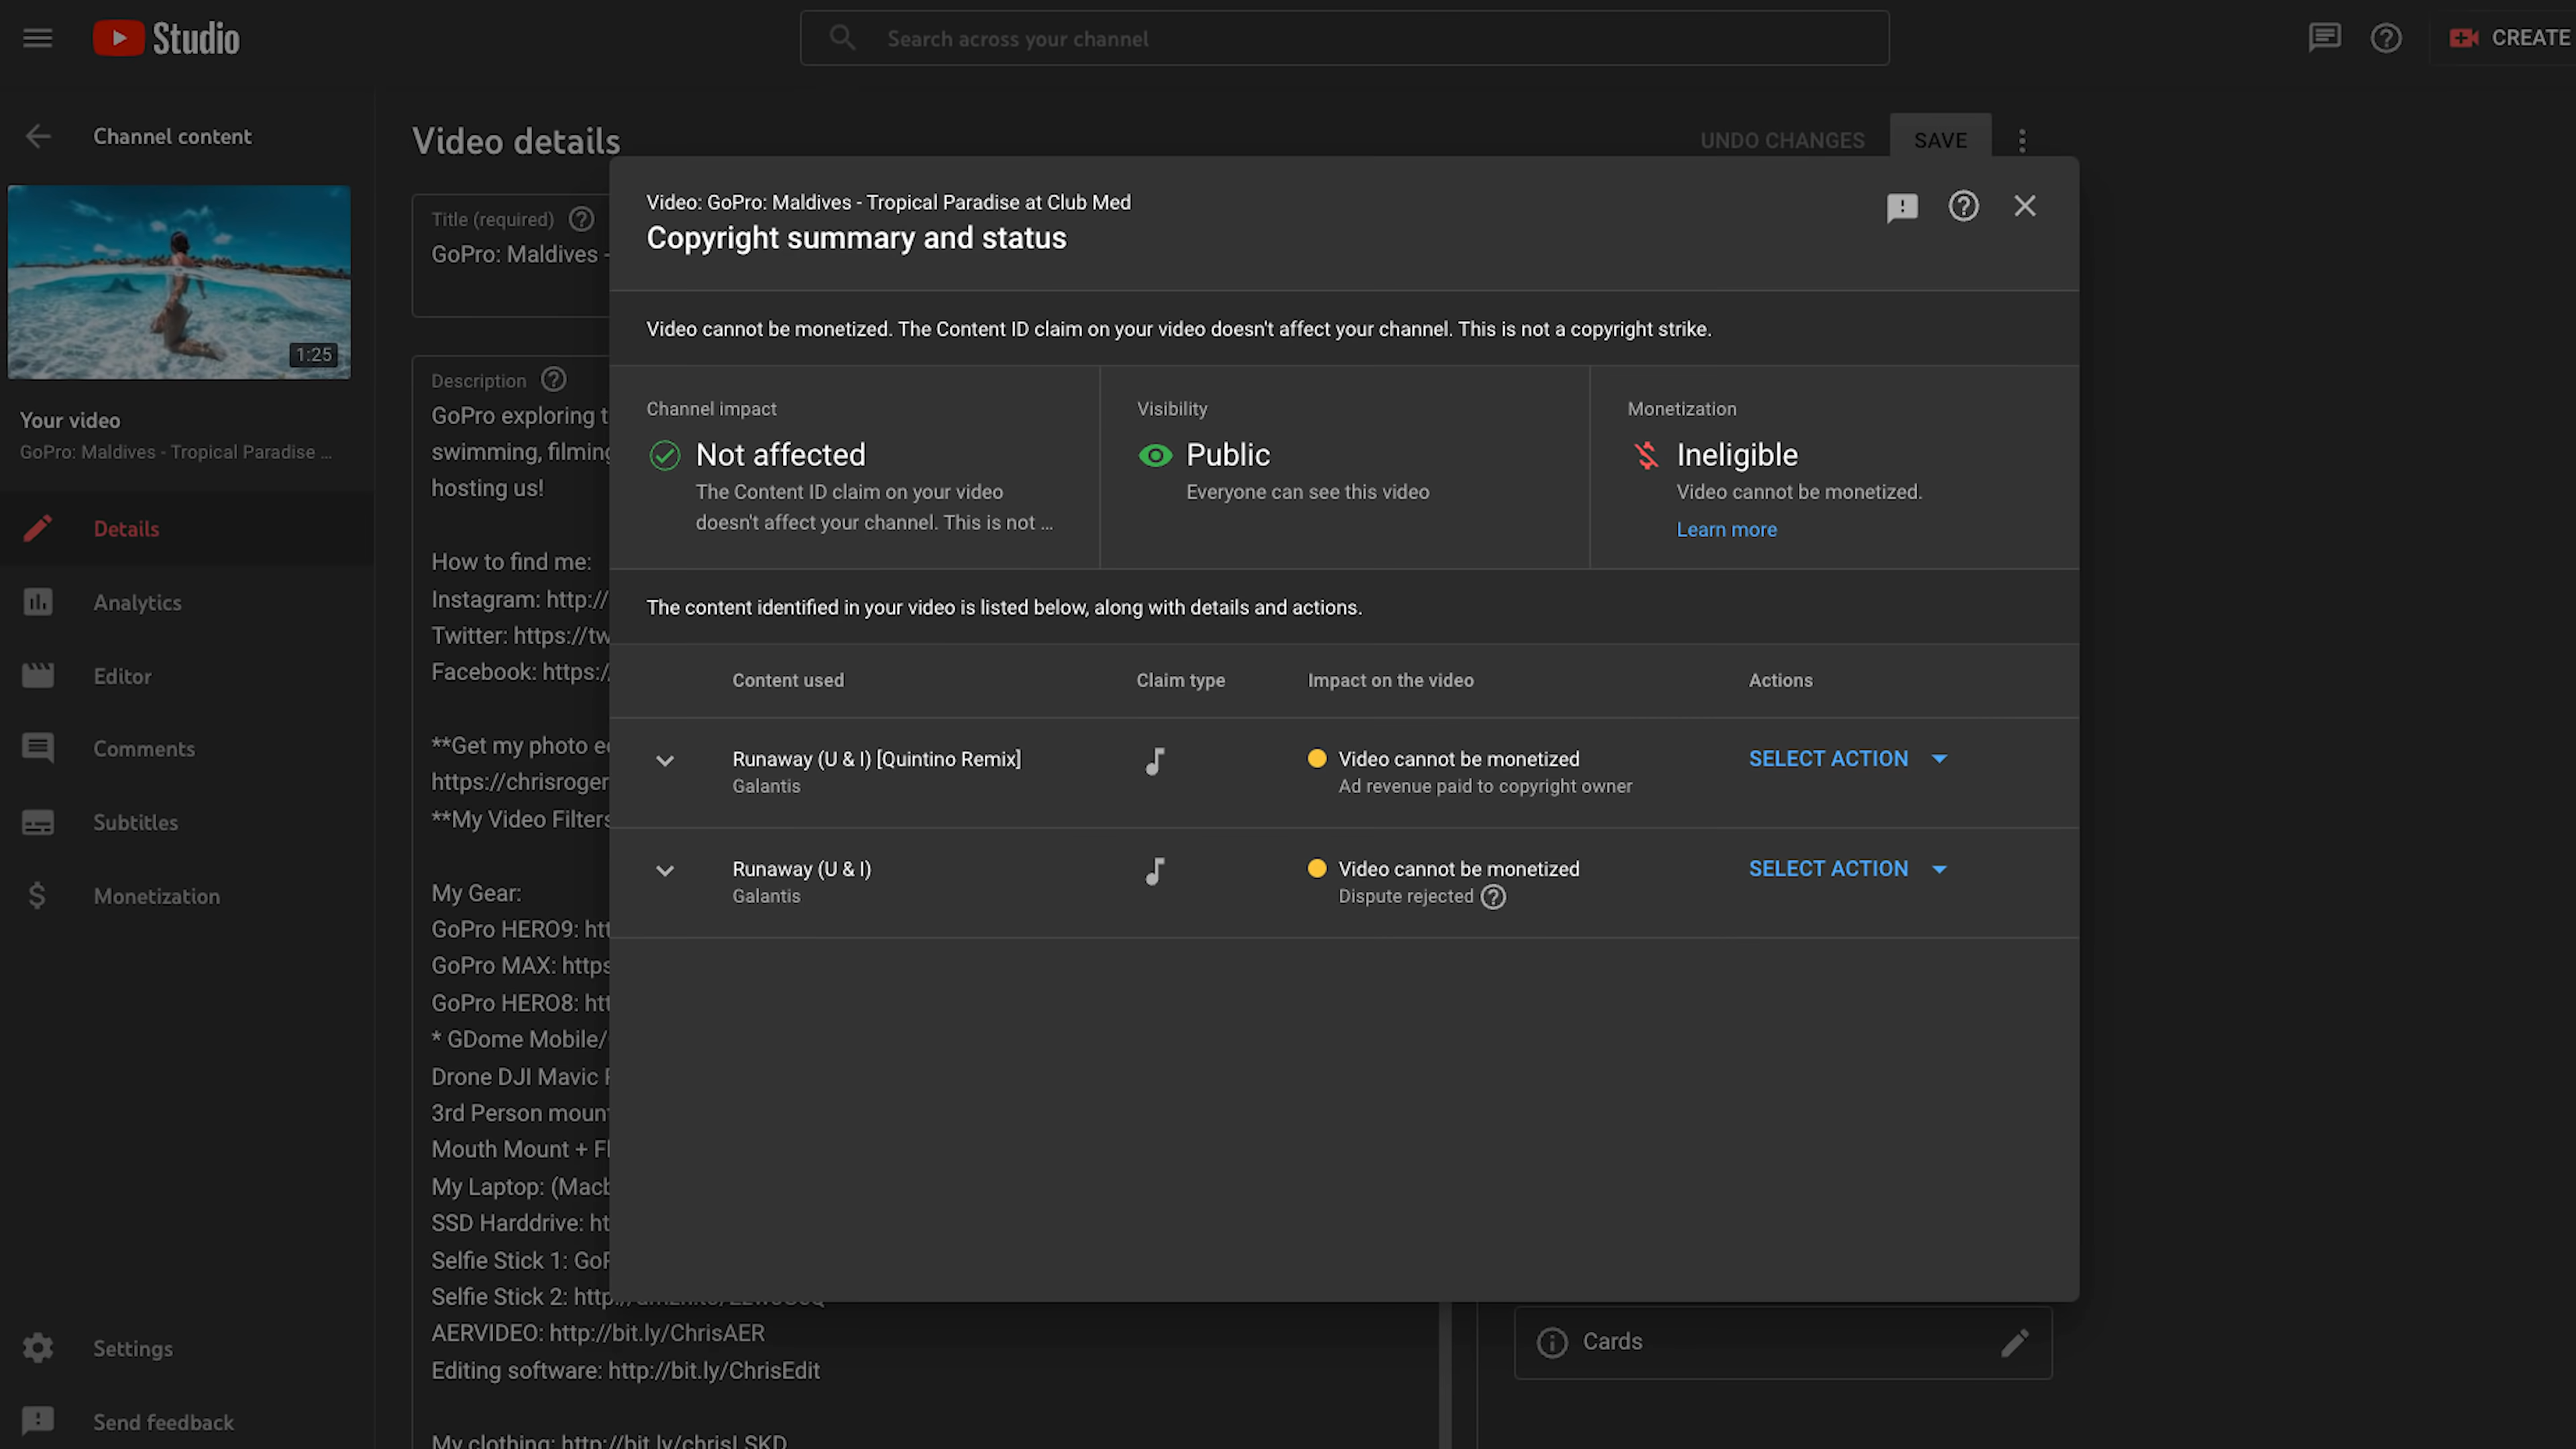 Studio
Search across your channel
CREATE
Channel content
1:25
Your video
GoPro: Maldives - Tropical Paradise ...
Details
Analytics
Editor
Comments
Subtitles
Monetization
Settings
Send feedback
Video details
UNDO CHANGES
SAVE
Title (required)
GoPro: Maldives -
Description
GoPro exploring t
swimming, filming
hosting us!
How to find me:
Instagram: http://
Twitter: https://tw
Facebook: https:/
**Get my photo e
https://chrisroger
**My Video Filters
My Gear:
GoPro HERO9: htt
GoPro MAX: https
GoPro HERO8: htt
* GDome Mobile/
Drone DJI Mavic
3rd Person moun
Mouth Mount +
My Laptop: (Mac
SSD Harddrive: ht
Selfie Stick 1: GoP
Selfie Stick 2:
AERVIDEO: http://bit.ly/ChrisAER
Editing software: http://bit.ly/ChrisEdit
My clothing: http://bit.ly/chrisLSKD
Video: GoPro: Maldives - Tropical Paradise at Club Med
Copyright summary and status
Video cannot be monetized. The Content ID claim on your video doesn't affect your channel. This is not a copyright strike.
Channel impact
Not affected
The Content ID claim on your video
doesn't affect your channel. This is not ...
Visibility
Public
Everyone can see this video
Monetization
Ineligible
Video cannot be monetized.
Learn more
The content identified in your video is listed below, along with details and actions.
Content used Claim type Impact on the video Actions
Runaway (U & I) [Quintino Remix] Video cannot be monetized SELECT ACTION
Galantis Ad revenue paid to copyright owner
Runaway (U & I) Video cannot be monetized SELECT ACTION
Galantis Dispute rejected
Cards